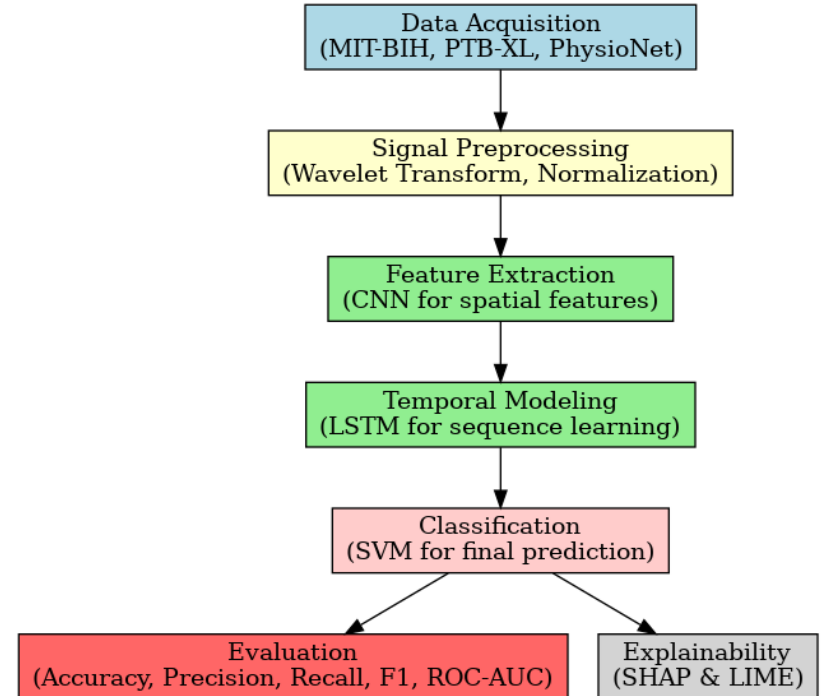 Data Acquisition
(MIT-BIH, PTB-XL, PhysioNet)
Signal Preprocessing
(Wavelet Transform, Normalization)
Feature Extraction
(CNN for spatial features)
Temporal Modeling
(LSTM for sequence learning)
Classification
(SVM for final prediction)
Evaluation
(Accuracy, Precision, Recall, F1, ROC-AUC)
Explainability
(SHAP & LIME)